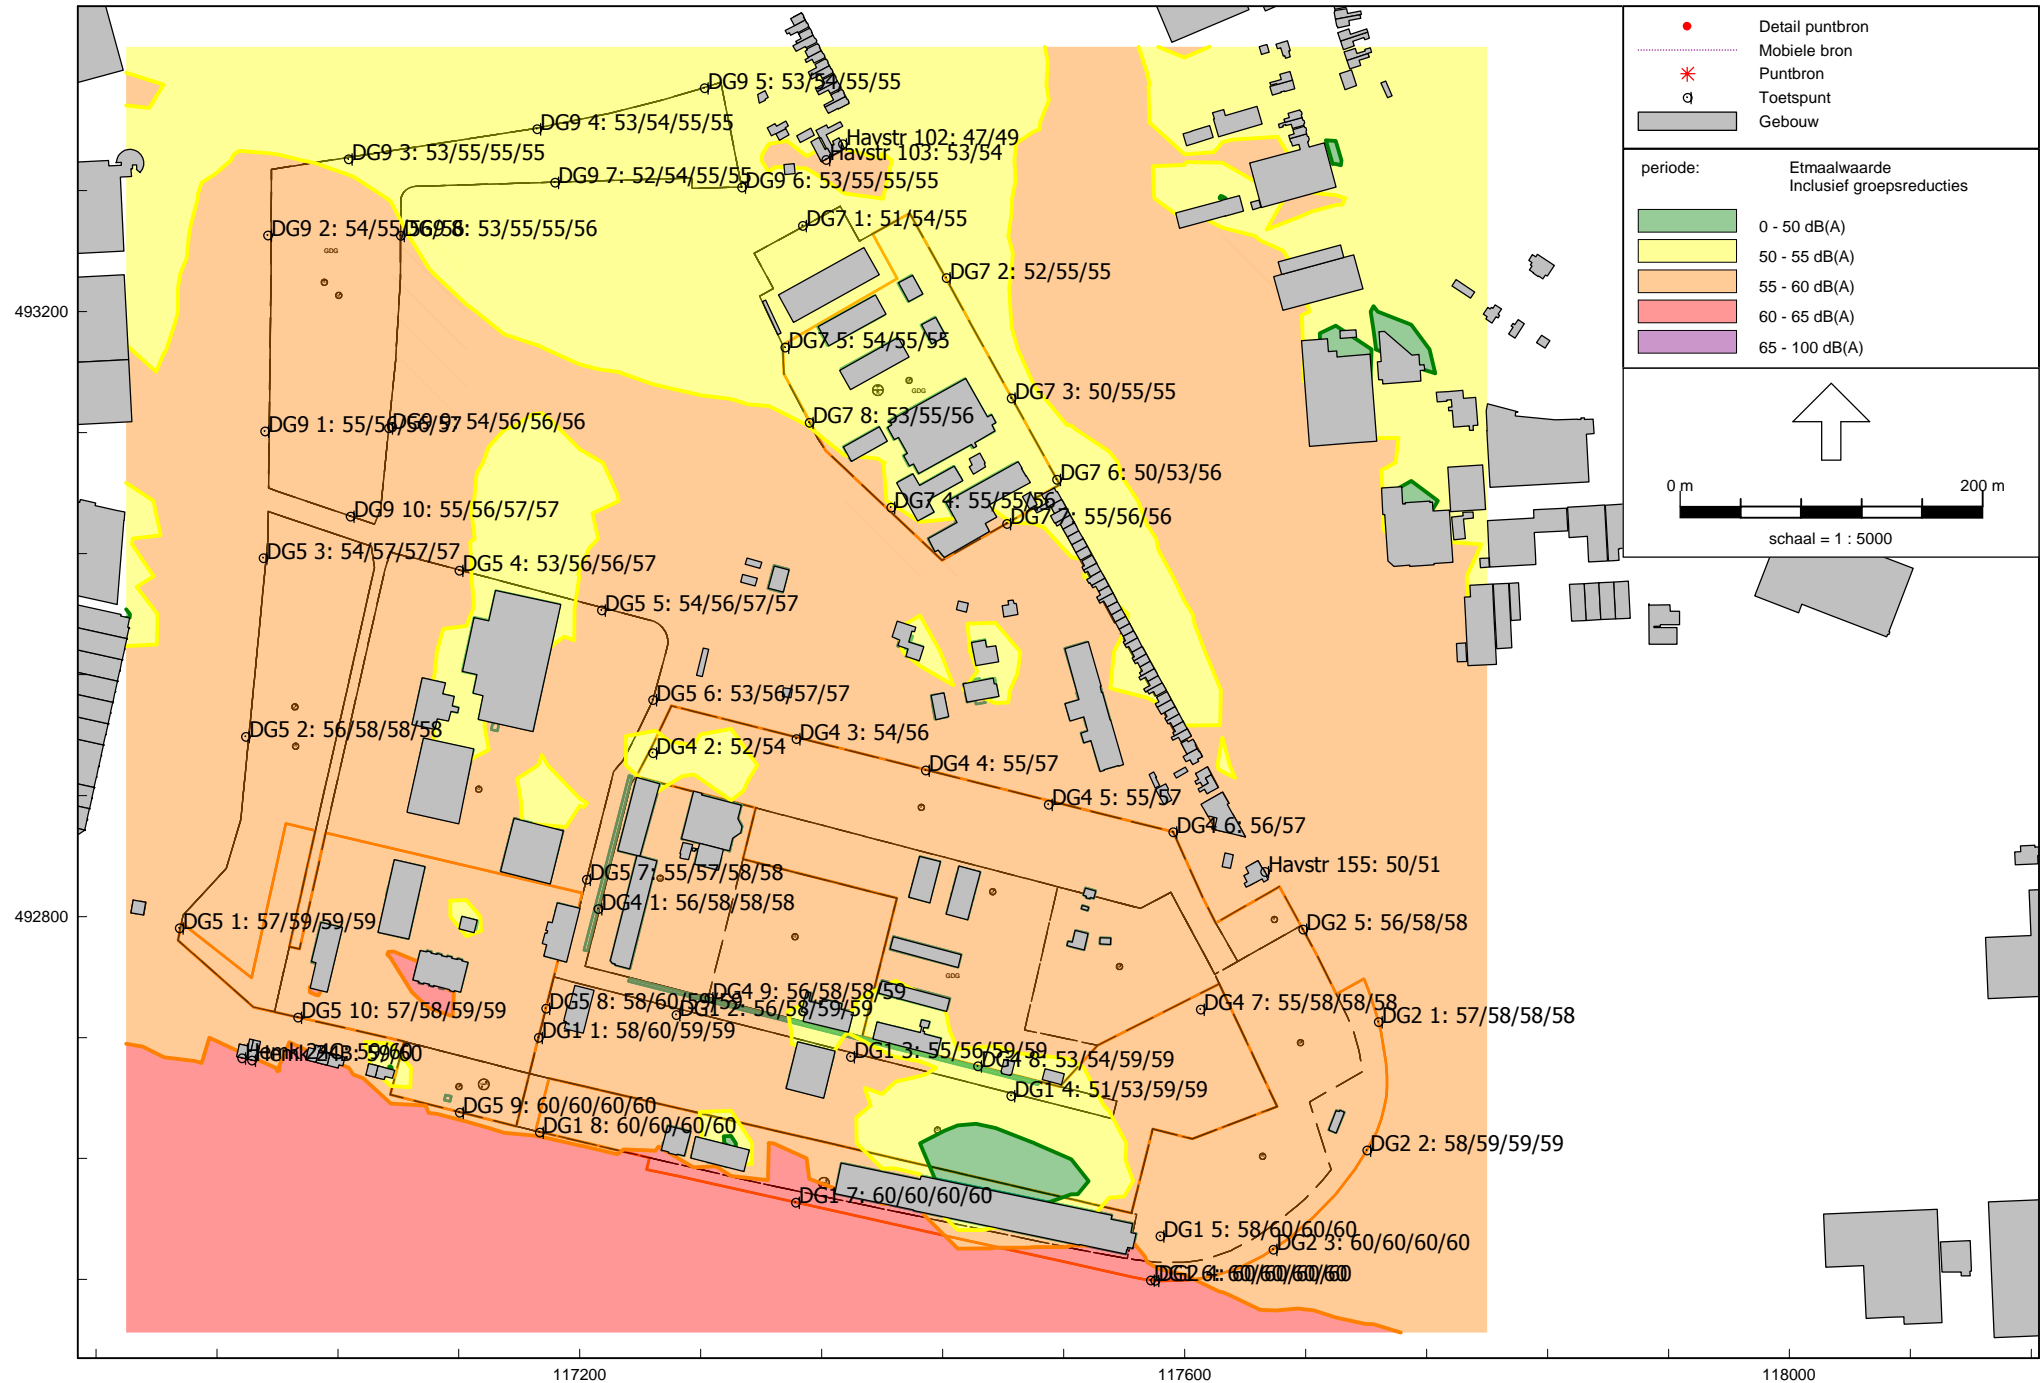 Detail puntbron
Mobiele bron
Puntbron
Toetspunt
Gebouw
periode: Etmaalwaarde
Inclusief groepsreducties
0 - 50 dB(A)
50 - 55 dB(A)
55 - 60 dB(A)
60 - 65 dB(A)
65 - 100 dB(A)
0 m 200 m
schaal = 1 : 5000
DG9 5: 53/54/55/55
DG9 4: 53/54/55/55
Havstr 102: 47/49
DG9 3: 53/55/55/55
Havstr 103: 53/54
DG9 7: 52/54/55/55
DG9 6: 53/55/55/55
DG7 1: 51/54/55
DG9 2: 54/55/56/56
DG9 8: 53/55/55/56
GDG
DG7 2: 52/55/55
493200
DG7 5: 54/55/55
GDG
DG7 3: 50/55/55
DG7 8: 53/55/56
DG9 1: 55/56/56/57
DG9 9: 54/56/56/56
DG7 6: 50/53/56
DG9 10: 55/56/57/57
DG7 4: 55/55/56
DG7 7: 55/56/56
DG5 3: 54/57/57/57
DG5 4: 53/56/56/57
DG5 5: 54/56/57/57
DG5 6: 53/56/57/57
DG5 2: 56/58/58/58
DG4 2: 52/54
DG4 3: 54/56
DG4 4: 55/57
DG4 5: 55/57
DG4 6: 56/57
Havstr 155: 50/51
DG5 7: 55/57/58/58
DG4 1: 56/58/58/58
492800
DG5 1: 57/59/59/59
DG2 5: 56/58/58
GDG
DG4 9: 56/58/58/59
DG5 8: 58/60/59/59
DG1 2: 56/58/59/59
DG4 7: 55/58/58/58
DG5 10: 57/58/59/59
DG2 1: 57/58/58/58
DG1 1: 58/60/59/59
DG1 3: 55/56/59/59
DG4 8: 53/54/59/59
DG1 4: 51/53/59/59
DG5 9: 60/60/60/60
DG1 8: 60/60/60/60
DG2 2: 58/59/59/59
DG1 7: 60/60/60/60
DG1 5: 58/60/60/60
DG2 3: 60/60/60/60
117200 117600 118000